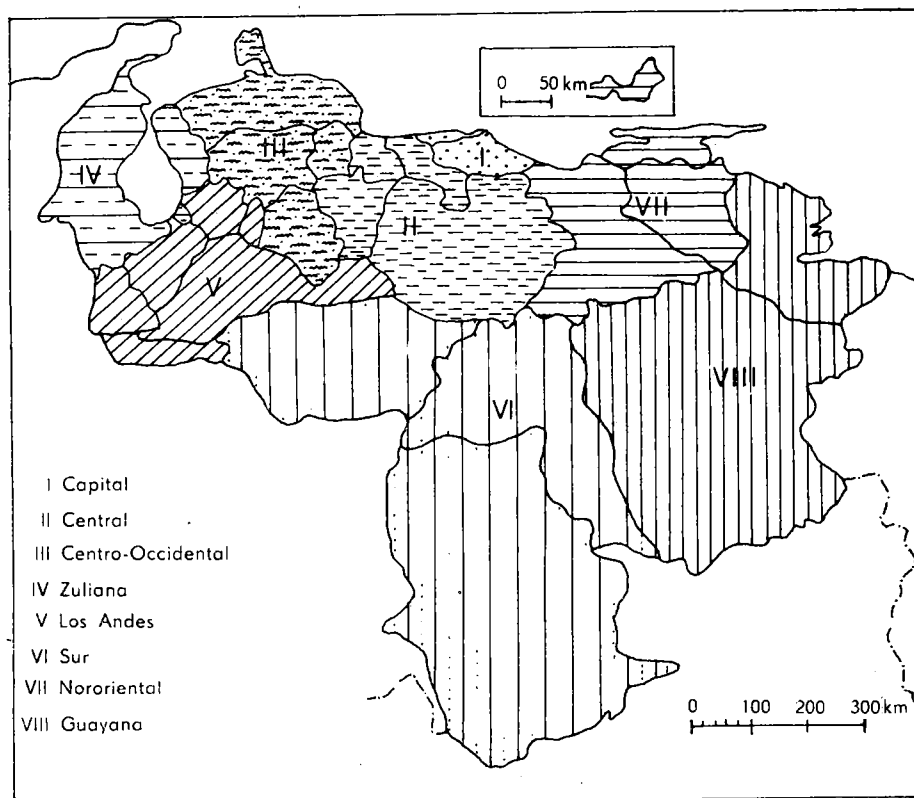 0 50 km
I
III
IV
II
VII
V
VIII
VI
I Capital
II Central
III Centro-Occidental
IV Zuliana
V Los Andes
VI Sur
VII Nororiental
VIII Guayana
0 100 200 300 km